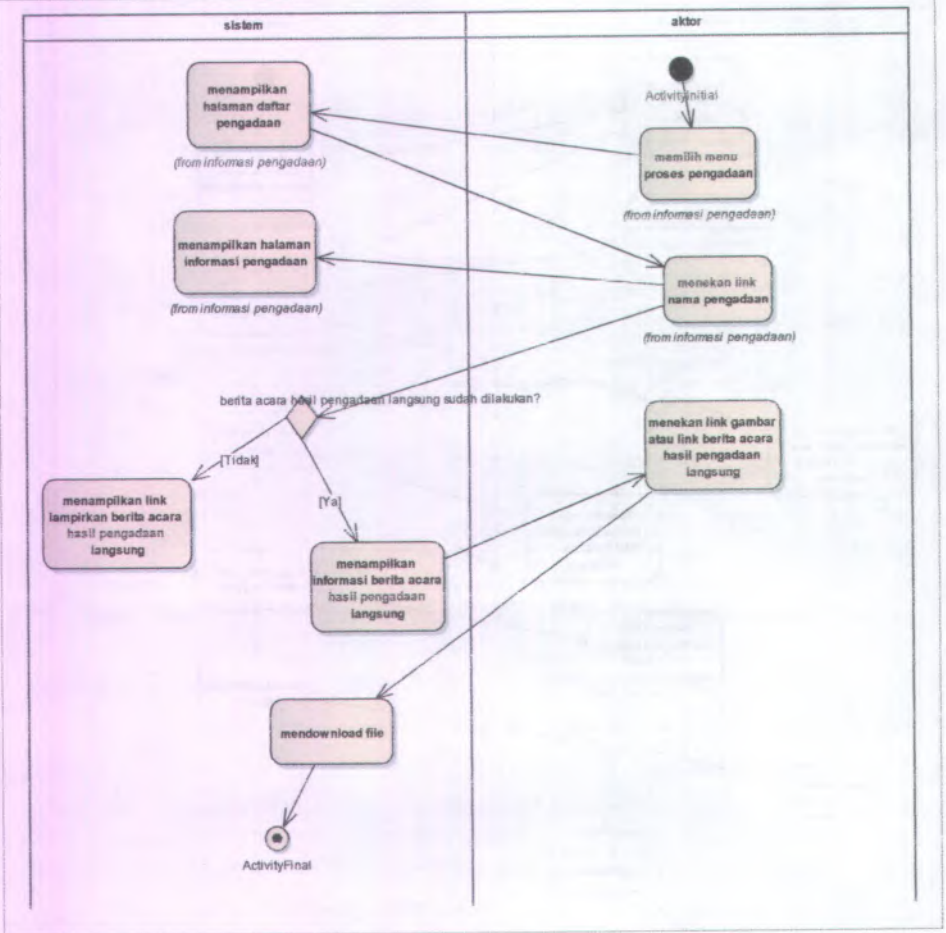 sistem
aktor
menampilkan
halaman daftar
pengadaan
(from informasi pengadaan)
ActivityInitial
memilih menu
proses pengadaan
(from informasi pengadaan)
menampilkan halaman
informasi pengadaan
(from informasi pengadaan)
menekan link
nama pengadaan
(from informasi pengadaan)
berita acara hasil pengadaan langsung sudah dilakukan?
menekan link gambar
atau link berita acara
hasil pengadaan
langsung
[Tidak]
menampilkan link
lampirkan berita acara
hasil pengadaan
langsung
[Ya]
menampilkan
informasi berita acara
hasil pengadaan
langsung
mendownload file
ActivityFinal